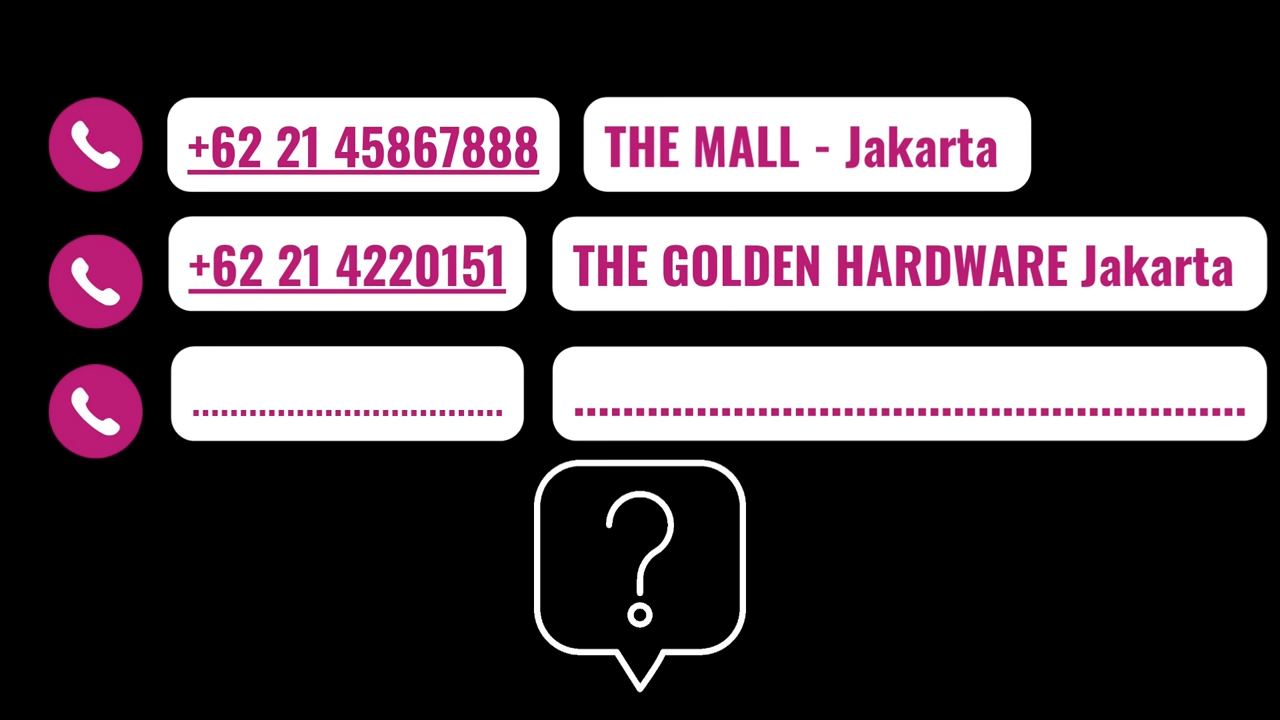 +62 21 45867888 THE MALL - Jakarta
+62 21 4220151 THE GOLDEN HARDWARE Jakarta
................................ ................................................
?